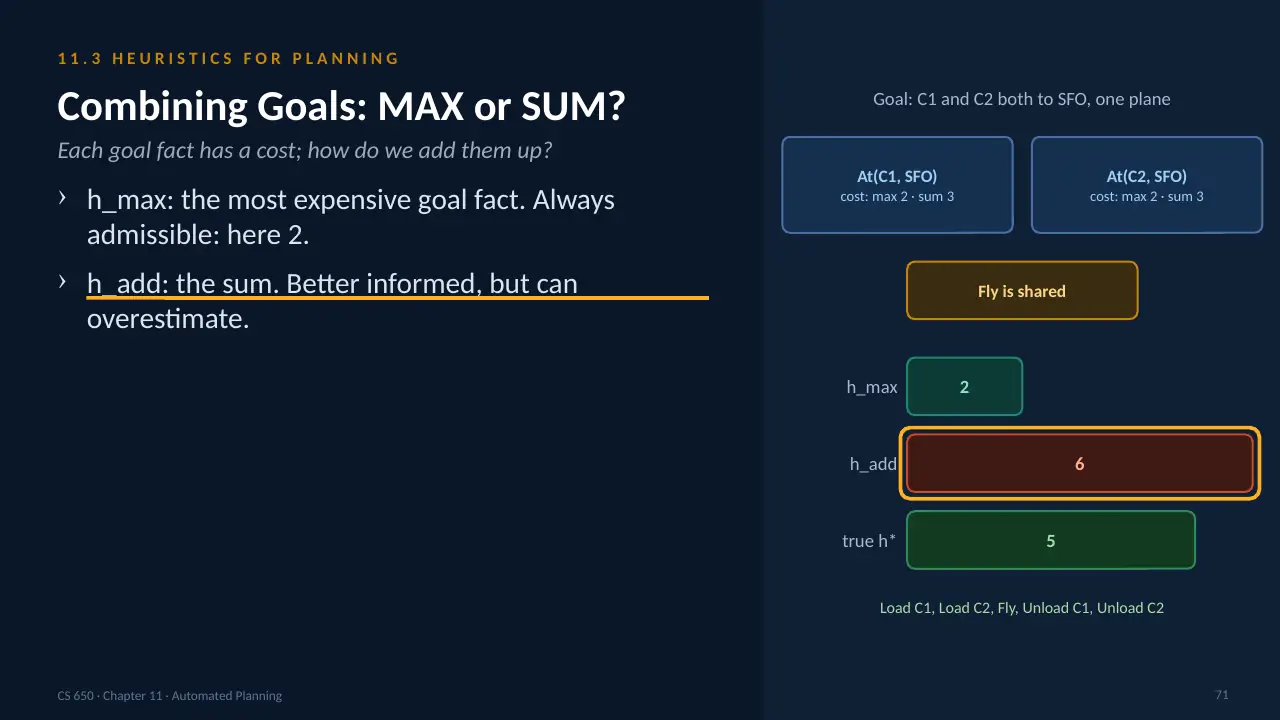 11.3 HEURISTICS FOR PLANNING
Combining Goals: MAX or SUM?
Each goal fact has a cost; how do we add them up?
› h_max: the most expensive goal fact. Always
admissible: here 2.
› h_add: the sum. Better informed, but can
overestimate.
Goal: C1 and C2 both to SFO, one plane
At(C1, SFO)
cost: max 2 · sum 3
At(C2, SFO)
cost: max 2 · sum 3
Fly is shared
h_max
2
h_add
6
true h*
5
Load C1, Load C2, Fly, Unload C1, Unload C2
CS 650 · Chapter 11 · Automated Planning
71